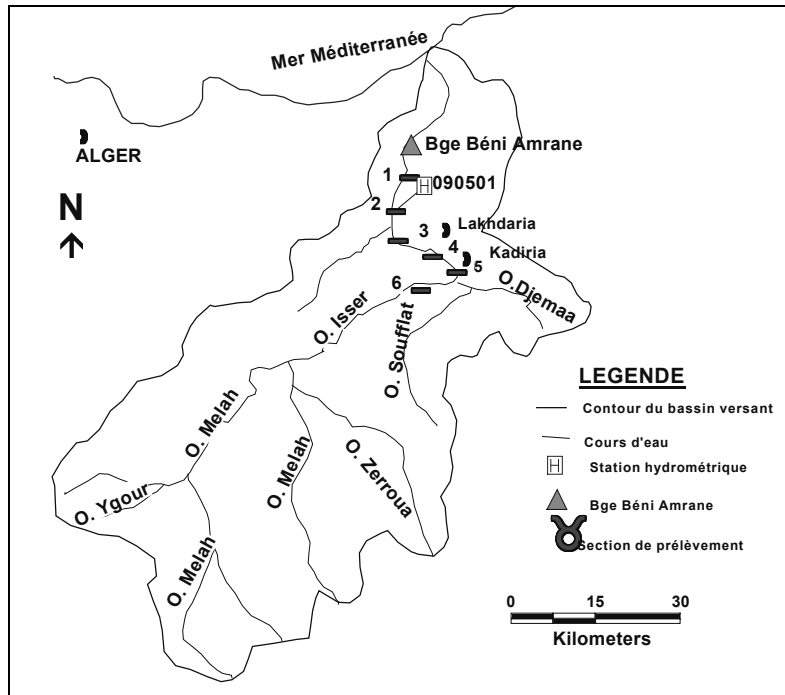 Mer Méditerranée
Bge Béni Amrane
ALGER
1
H 090501
N
2
3
Lakhdaria
4
Kadiria
5
6
O.Djemaa
O. Isser
O. Soufflat
O. Melah
O. Melah
O. Zerroua
O. Ygour
O. Melah
LEGENDE
Contour du bassin versant
Cours d'eau
H Station hydrométrique
Bge Béni Amrane
Section de prélèvement
0 15 30
Kilometers